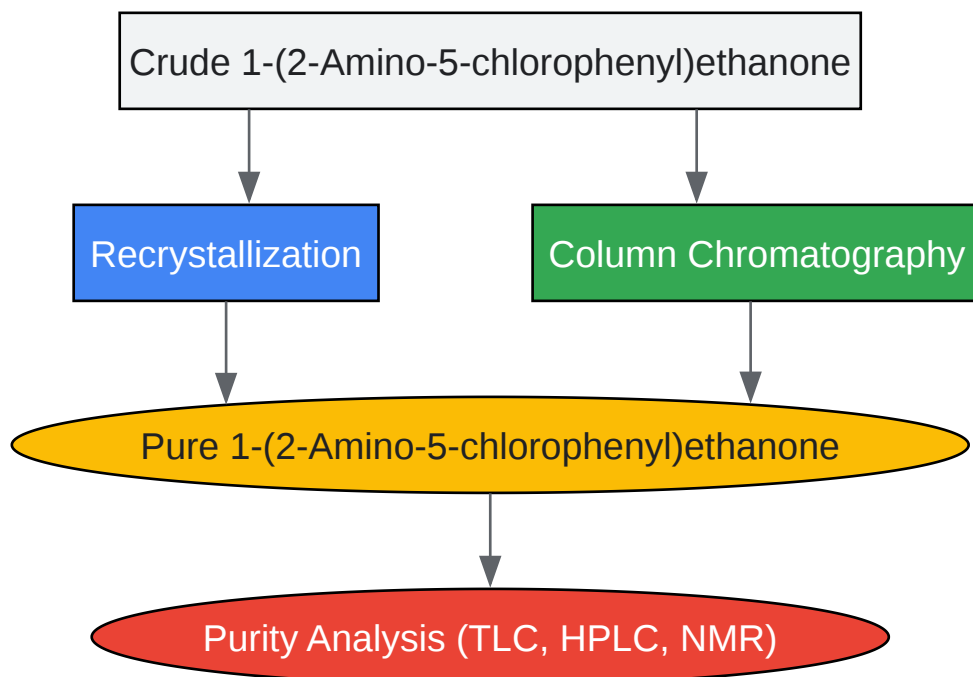 Crude 1-(2-Amino-5-chlorophenyl)ethanone
Recrystallization
Column Chromatography
Pure 1-(2-Amino-5-chlorophenyl)ethanone
Purity Analysis (TLC, HPLC, NMR)